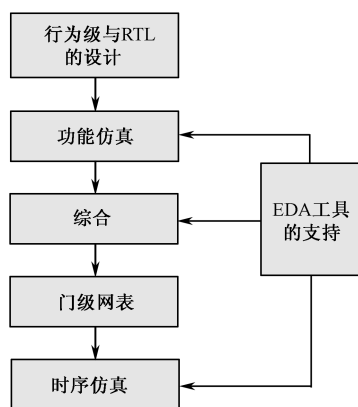 行为级与RTL
的设计
功能仿真
综合
EDA工具
的支持
门级网表
时序仿真